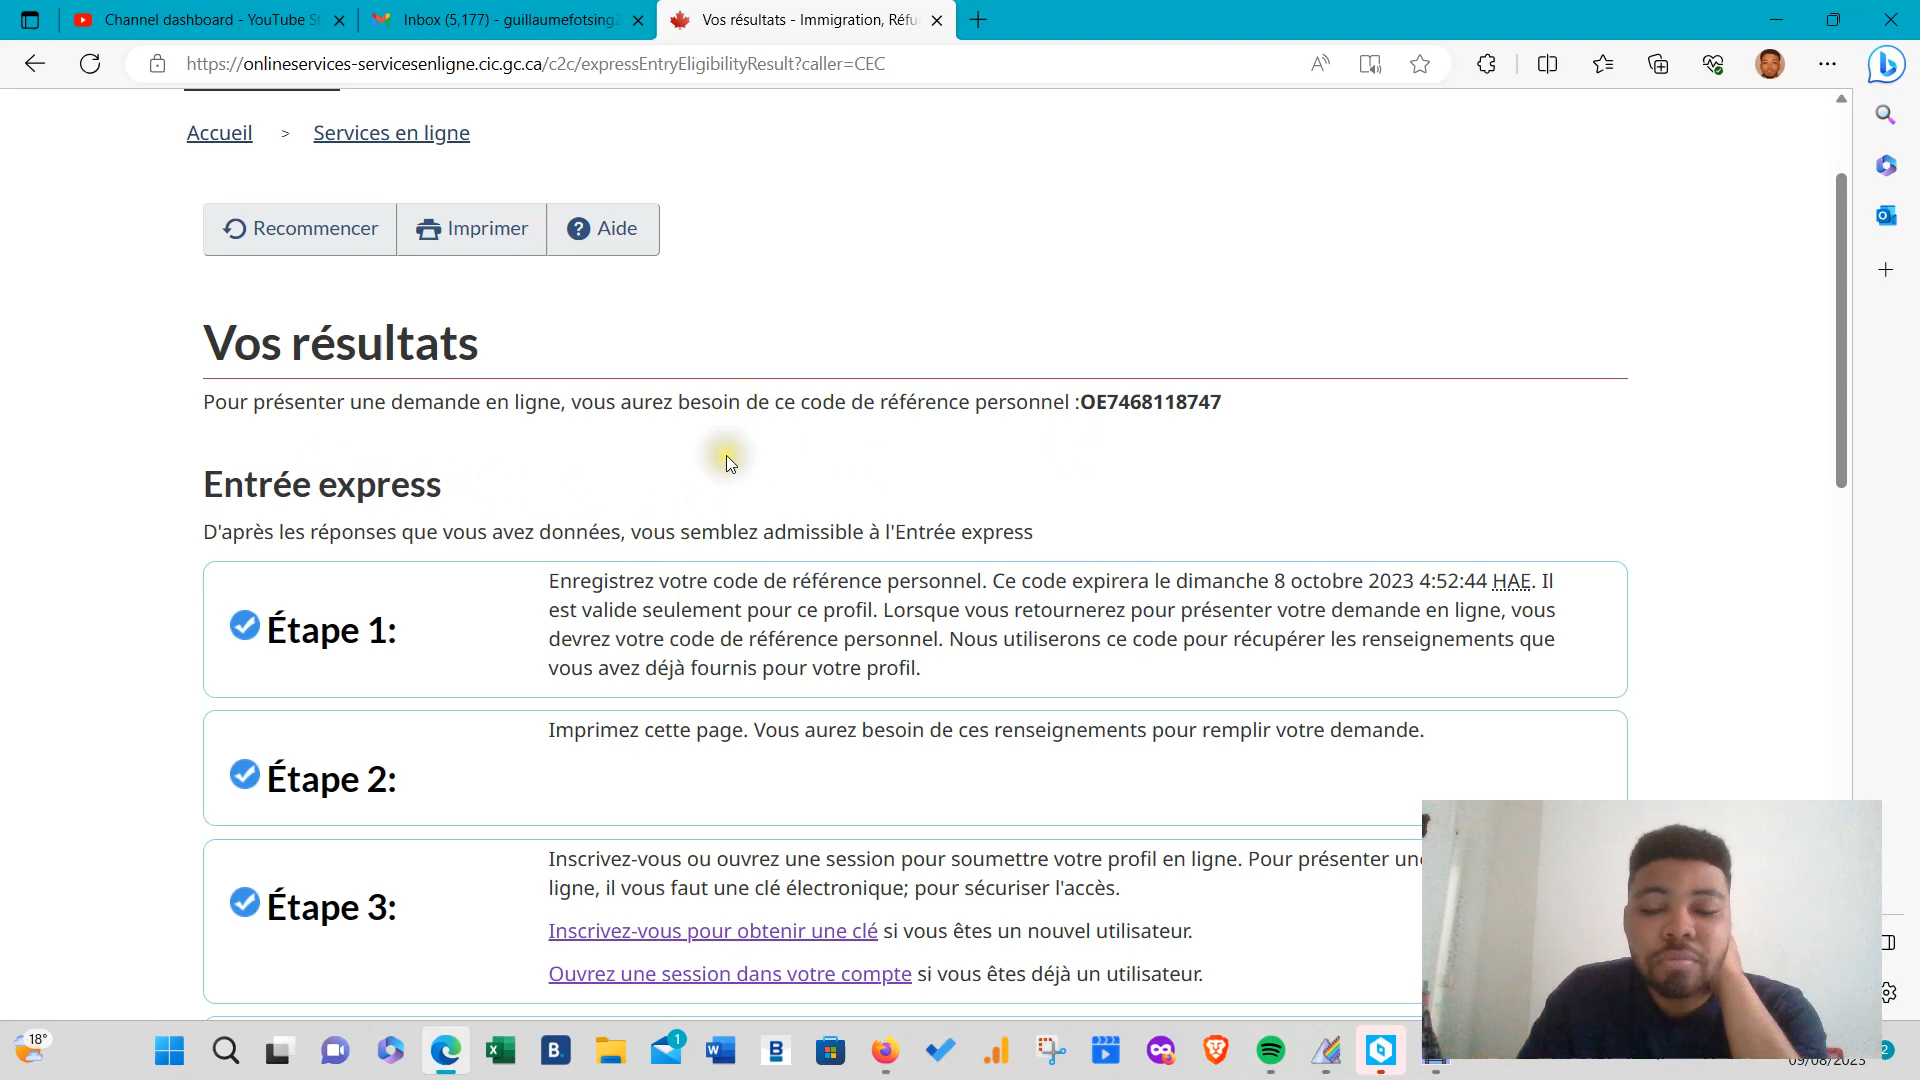 Channel dashboard - YouTube S
Inbox (5,177) - guillaumefotsing2
Vos résultats - Immigration, Réfu
https://onlineservices-servicesenligne.cic.gc.ca/c2c/expressEntryEligibilityResult?caller=CEC
Accueil > Services en ligne
Recommencer
Imprimer
Aide
Vos résultats
Pour présenter une demande en ligne, vous aurez besoin de ce code de référence personnel :OE7468118747
Entrée express
D'après les réponses que vous avez données, vous semblez admissible à l'Entrée express
Étape 1:
Enregistrez votre code de référence personnel. Ce code expirera le dimanche 8 octobre 2023 4:52:44 HAE. Il
est valide seulement pour ce profil. Lorsque vous retournerez pour présenter votre demande en ligne, vous
devrez votre code de référence personnel. Nous utiliserons ce code pour récupérer les renseignements que
vous avez déjà fournis pour votre profil.
Étape 2:
Imprimez cette page. Vous aurez besoin de ces renseignements pour remplir votre demande.
Étape 3:
Inscrivez-vous ou ouvrez une session pour soumettre votre profil en ligne. Pour présenter un
ligne, il vous faut une clé électronique; pour sécuriser l'accès.
Inscrivez-vous pour obtenir une clé si vous êtes un nouvel utilisateur.
Ouvrez une session dans votre compte si vous êtes déjà un utilisateur.
18°
1
09/08/2023
2